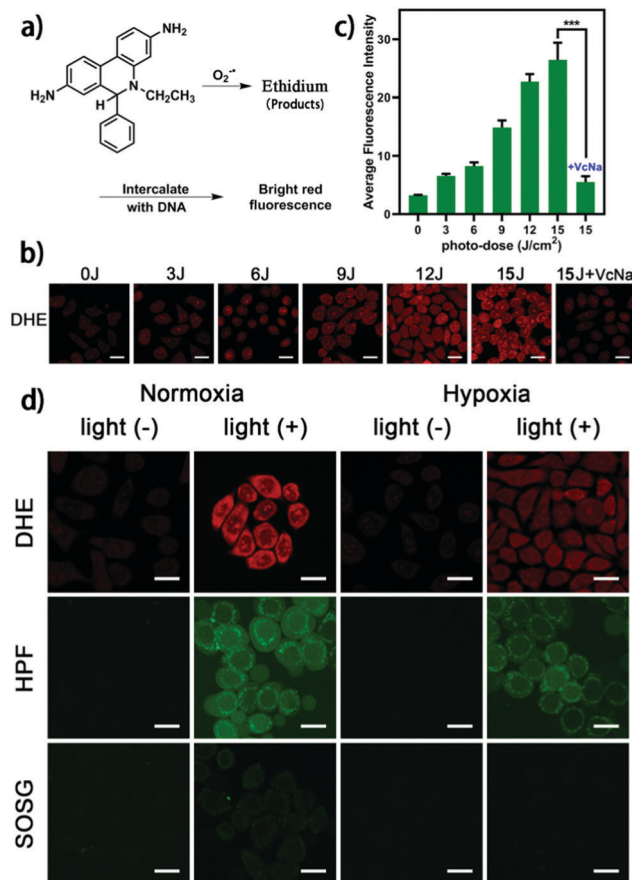 a)
NH2
H2N
H
N
CH2CH3
O2−•
Ethidium
(Products)
Intercalate
with DNA
Bright red
fluorescence
c)
Average Fluorescence Intensity
30
20
10
0
***
+VcNa
0 3 6 9 12 15 15
photo-dose (J/cm2)
b)
0J 3J 6J 9J 12J 15J 15J+VcNa
DHE
d)
Normoxia Hypoxia
light (-) light (+) light (-) light (+)
DHE
HPF
SOSG